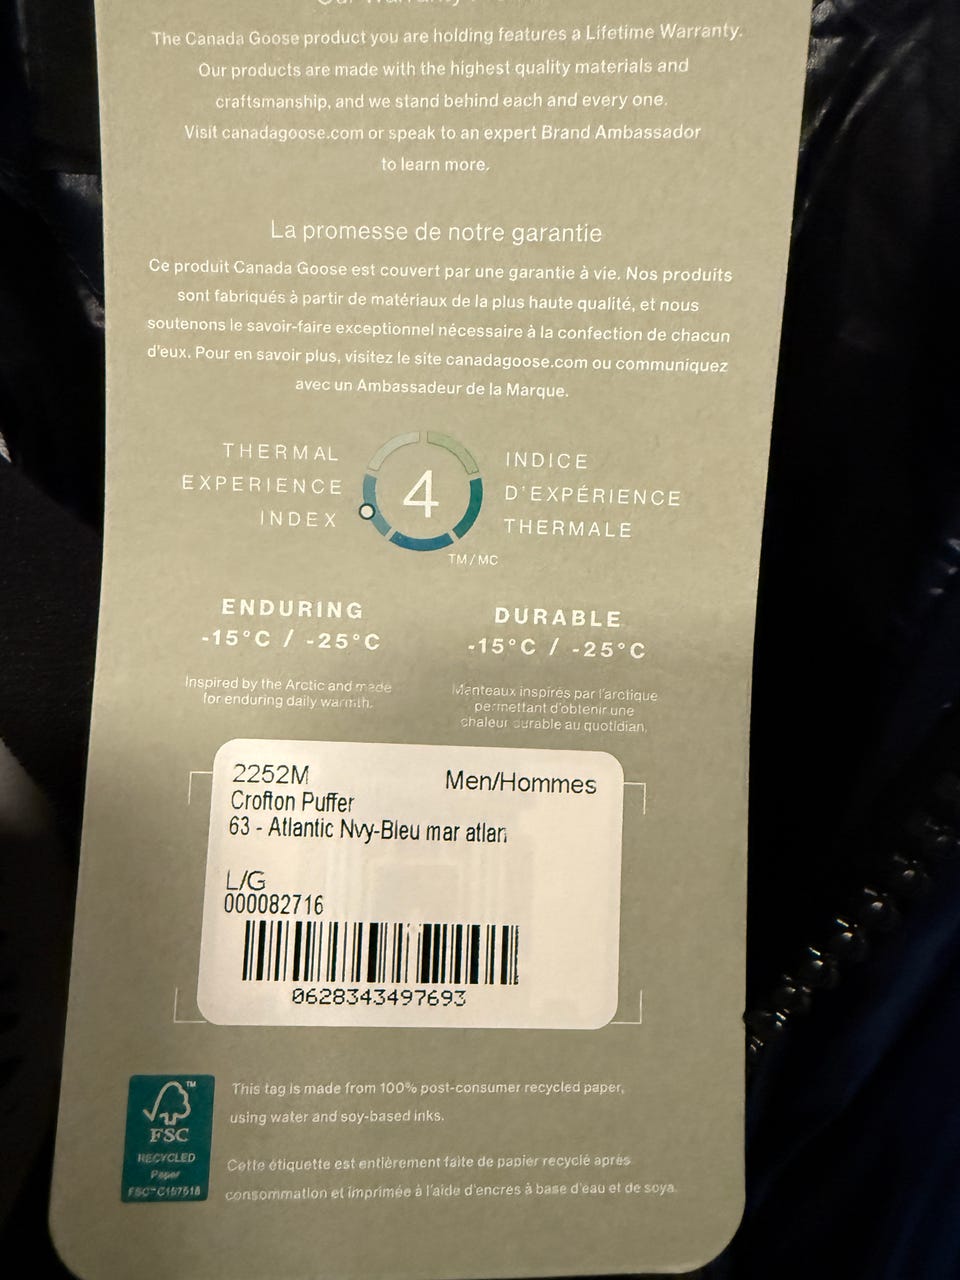 Our Warranty
The Canada Goose product you are holding features a Lifetime Warranty.
Our products are made with the highest quality materials and
craftsmanship, and we stand behind each and every one.
Visit canadagoose.com or speak to an expert Brand Ambassador
to learn more.
La promesse de notre garantie
Ce produit Canada Goose est couvert par une garantie à vie. Nos produits
sont fabriqués à partir de matériaux de la plus haute qualité, et nous
soutenons le savoir-faire exceptionnel nécessaire à la confection de chacun
d'eux. Pour en savoir plus, visitez le site canadagoose.com ou communiquez
avec un Ambassadeur de la Marque.
THERMAL
EXPERIENCE
INDEX
4
TM/MC
INDICE
D'EXPÉRIENCE
THERMALE
ENDURING
-15°C / -25°C
Inspired by the Arctic and made
for enduring daily warmth.
DURABLE
-15°C / -25°C
Manteaux inspirés par l'arctique
permettant d'obtenir une
chaleur durable au quotidien.
2252M Men/Hommes
Crofton Puffer
63 - Atlantic Nvy-Bleu mar atlan
L/G
000082716
0628343497693
TM
FSC
RECYCLED
Paper
FSC™C157518
This tag is made from 100% post-consumer recycled paper,
using water and soy-based inks.
Cette étiquette est entièrement faite de papier recyclé après
consommation et imprimée à l'aide d'encres à base d'eau et de soya.